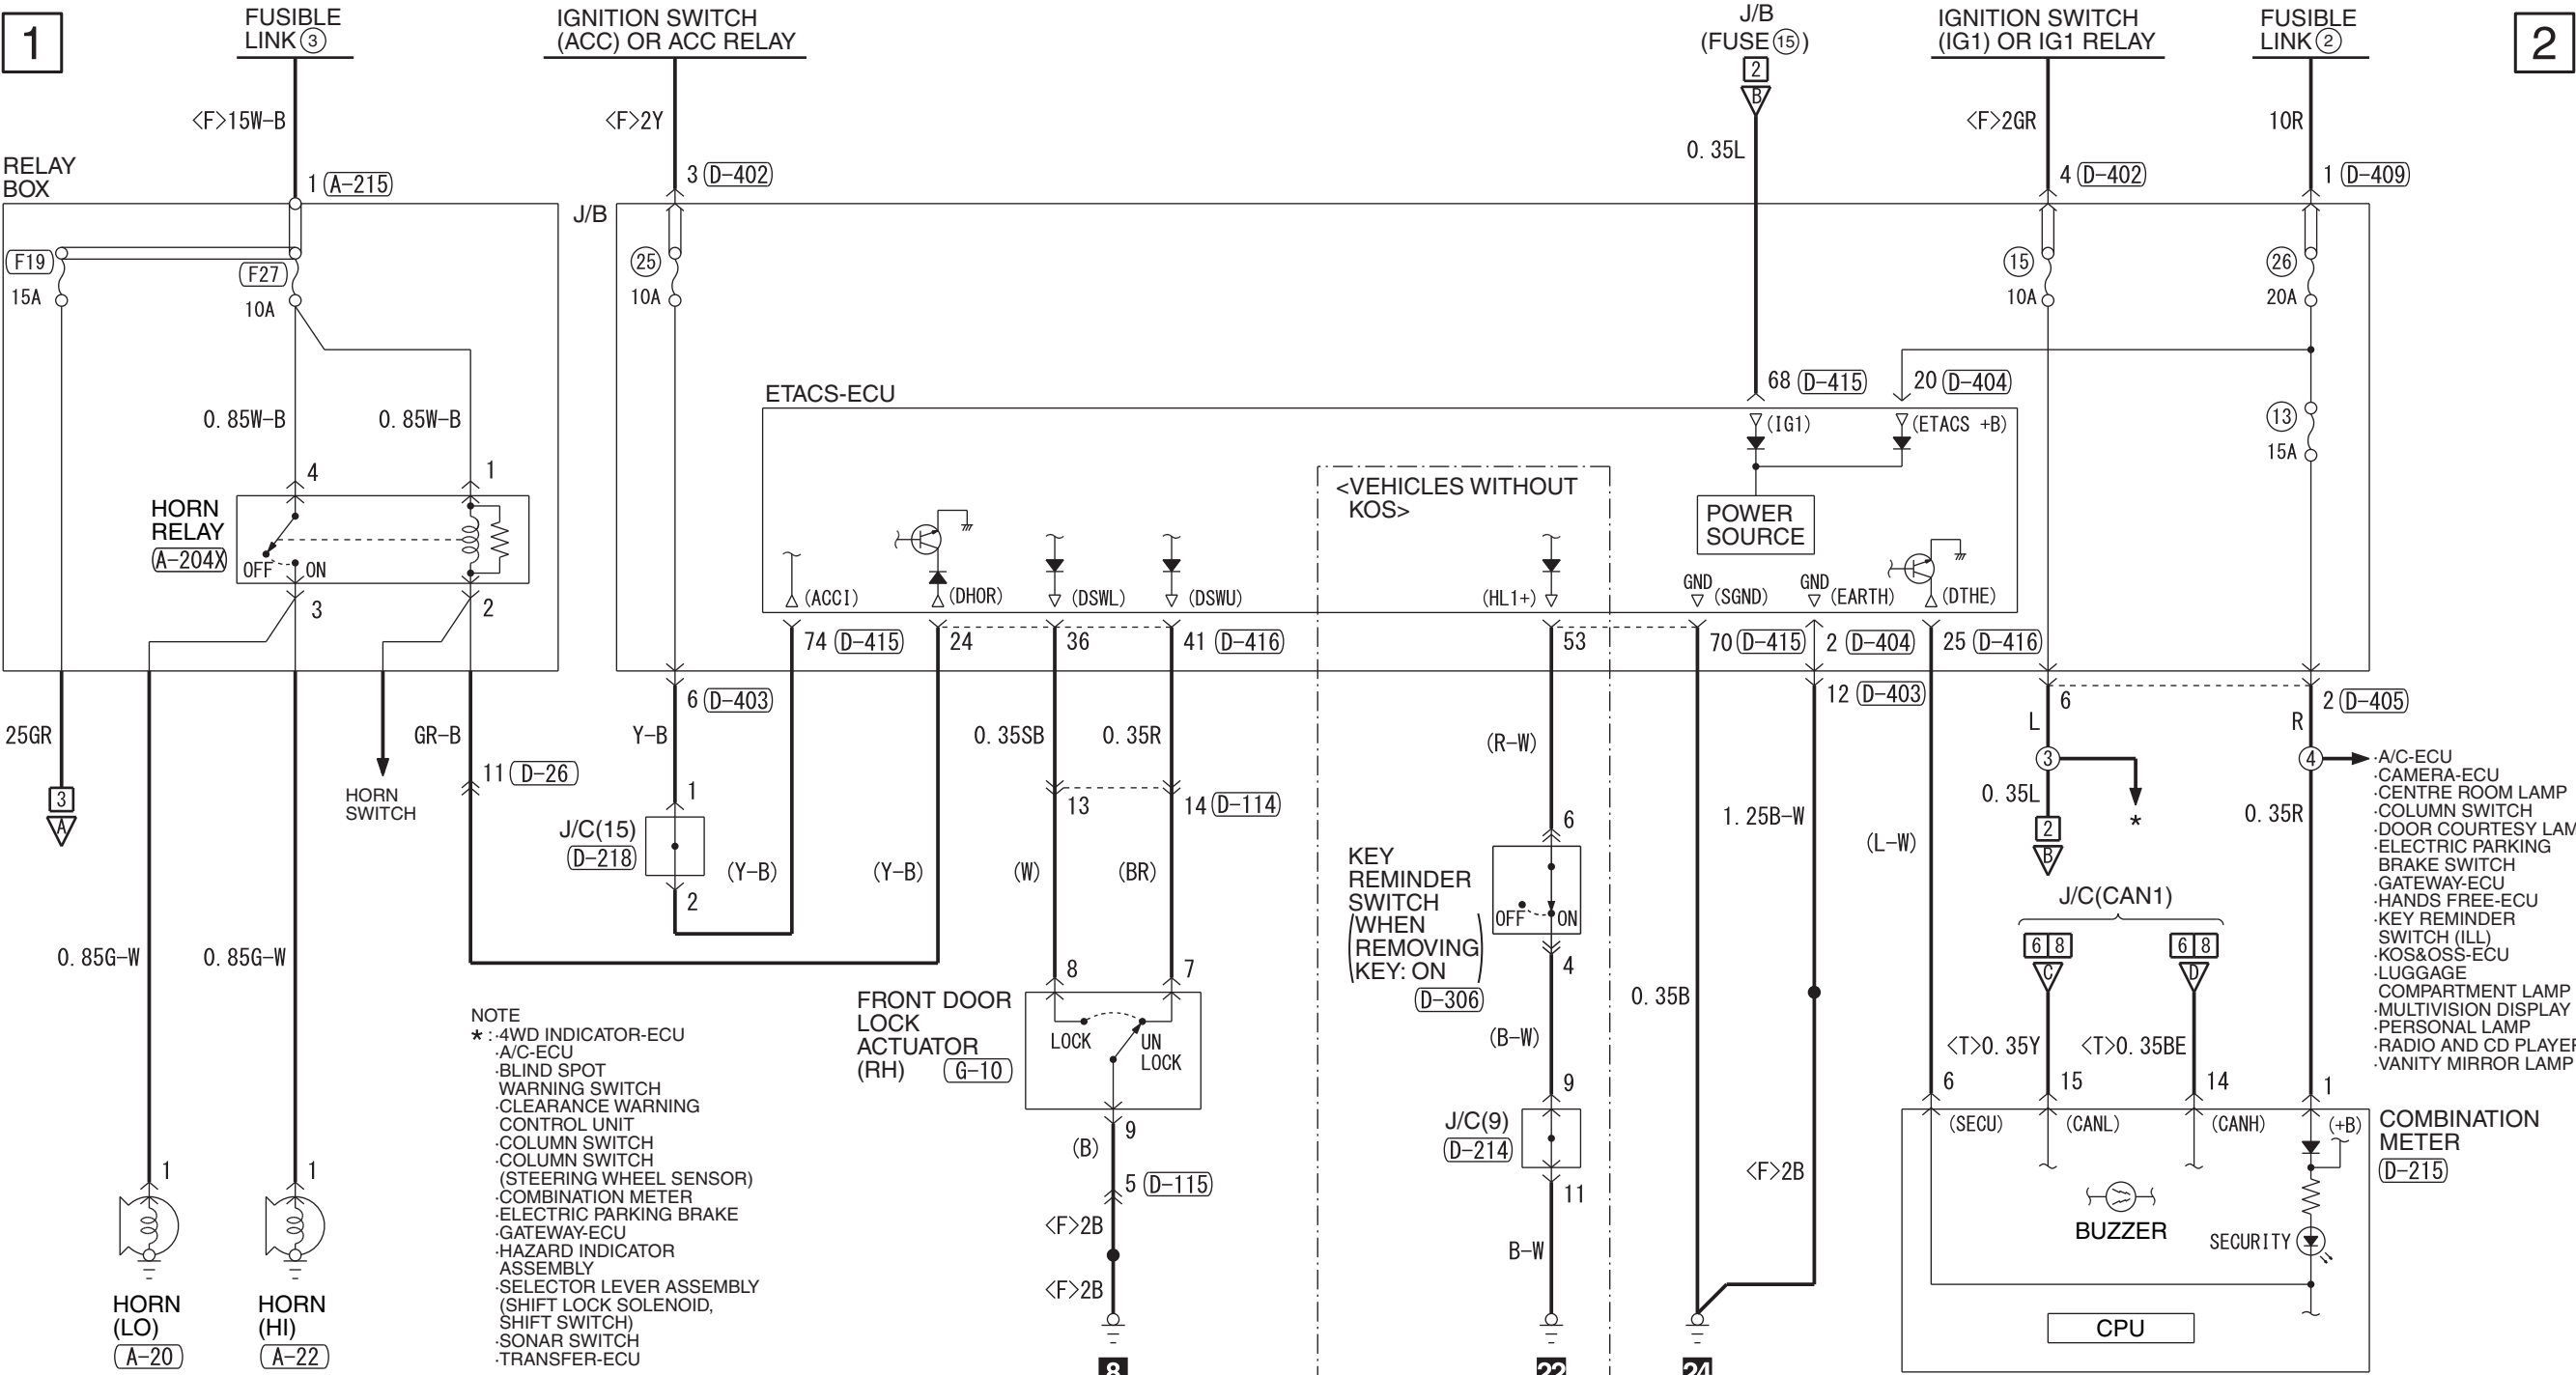 1
FUSIBLE
LINK ③
IGNITION SWITCH
(ACC) OR ACC RELAY
J/B
(FUSE ⑮)
IGNITION SWITCH
(IG1) OR IG1 RELAY
FUSIBLE
LINK ②
2
2
B
<F>15W-B
<F>2Y
0.35L
<F>2GR
10R
RELAY
BOX
1 (A-215)
3 (D-402)
4 (D-402)
1 (D-409)
J/B
F19
15A
F27
10A
25
10A
15
10A
26
20A
ETACS-ECU
68 (D-415)
20 (D-404)
0.85W-B
0.85W-B
(IG1)
(ETACS +B)
13
15A
4
1
<VEHICLES WITHOUT
KOS>
HORN
RELAY
(A-204X)
OFF
ON
POWER
SOURCE
3
2
(ACCI)
(DHOR)
(DSWL)
(DSWU)
(HL1+)
GND
(SGND)
GND
(EARTH)
(DTHE)
74 (D-415)
24
36
41 (D-416)
53
70 (D-415)
2 (D-404)
25 (D-416)
6 (D-403)
12 (D-403)
6
2 (D-405)
25GR
GR-B
Y-B
0.35SB
0.35R
(R-W)
L
R
3
A
HORN
SWITCH
11 (D-26)
1
J/C(15)
(D-218)
2
13
14 (D-114)
6
1.25B-W
(L-W)
3
0.35L
*
2
B
4
0.35R
·A/C-ECU
·CAMERA-ECU
·CENTRE ROOM LAMP
·COLUMN SWITCH
·DOOR COURTESY LAM
·ELECTRIC PARKING
BRAKE SWITCH
·GATEWAY-ECU
·HANDS FREE-ECU
·KEY REMINDER
SWITCH (ILL)
·KOS&OSS-ECU
·LUGGAGE
COMPARTMENT LAMP
·MULTIVISION DISPLAY
·PERSONAL LAMP
·RADIO AND CD PLAYER
·VANITY MIRROR LAMP
(Y-B)
(Y-B)
(W)
(BR)
KEY
REMINDER
SWITCH
(WHEN
REMOVING
KEY: ON)
(D-306)
OFF
ON
4
J/C(CAN1)
6 8
C
6 8
D
0.85G-W
0.85G-W
8
7
FRONT DOOR
LOCK
ACTUATOR
(RH) (G-10)
LOCK
UN
LOCK
0.35B
(B-W)
<T>0.35Y
<T>0.35BE
NOTE
* :·4WD INDICATOR-ECU
·A/C-ECU
·BLIND SPOT
WARNING SWITCH
·CLEARANCE WARNING
CONTROL UNIT
·COLUMN SWITCH
·COLUMN SWITCH
(STEERING WHEEL SENSOR)
·COMBINATION METER
·ELECTRIC PARKING BRAKE
·GATEWAY-ECU
·HAZARD INDICATOR
ASSEMBLY
·SELECTOR LEVER ASSEMBLY
(SHIFT LOCK SOLENOID,
SHIFT SWITCH)
·SONAR SWITCH
·TRANSFER-ECU
9
(B)
5 (D-115)
<F>2B
<F>2B
8
9
J/C(9)
(D-214)
11
B-W
22
<F>2B
24
6
15
14
1
(SECU)
(CANL)
(CANH)
(+B)
COMBINATION
METER
(D-215)
BUZZER
SECURITY
CPU
1
1
HORN
(LO)
(A-20)
HORN
(HI)
(A-22)